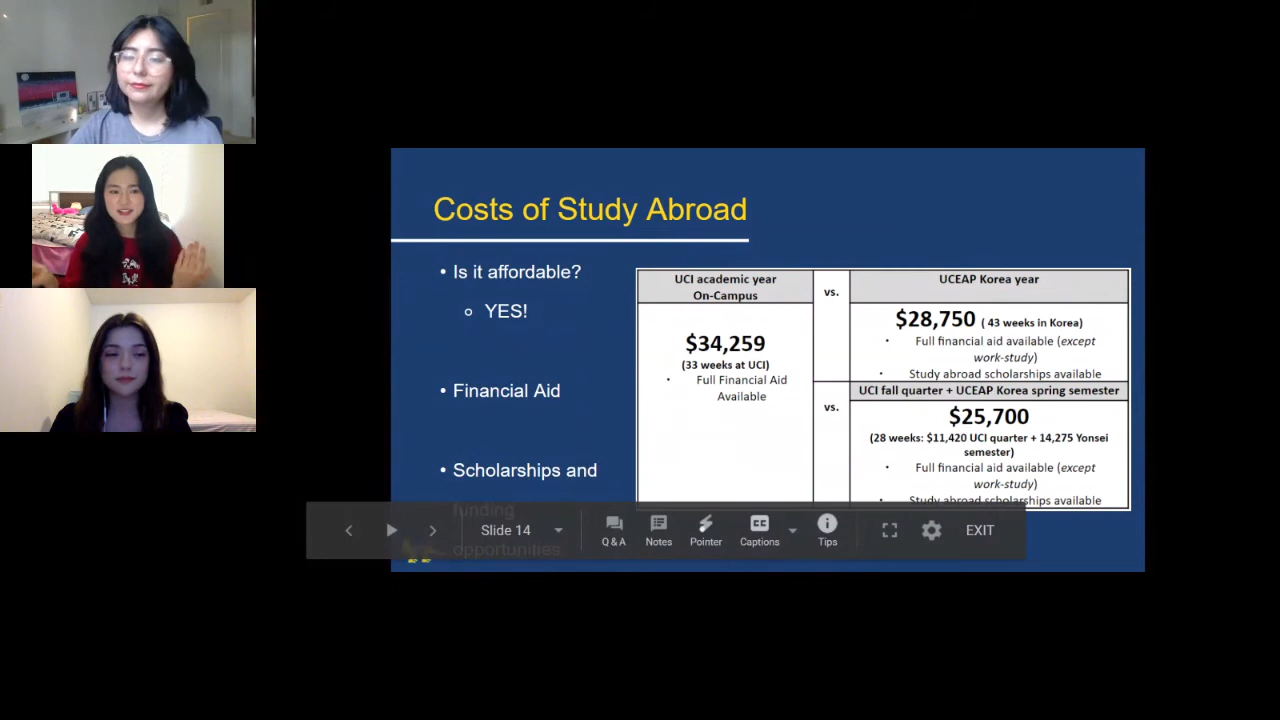 Costs of Study Abroad
• Is it affordable?
o YES!
• Financial Aid
• Scholarships and
funding
opportunities
UCI academic year
On-Campus
vs.
UCEAP Korea year
$34,259
(33 weeks at UCI)
• Full Financial Aid
Available
$28,750 ( 43 weeks in Korea)
• Full financial aid available (except
work-study)
• Study abroad scholarships available
vs.
UCI fall quarter + UCEAP Korea spring semester
$25,700
(28 weeks: $11,420 UCI quarter + 14,275 Yonsei
semester)
• Full financial aid available (except
work-study)
• Study abroad scholarships available
Slide 14
Q & A
Notes
Pointer
CC
Captions
Tips
EXIT